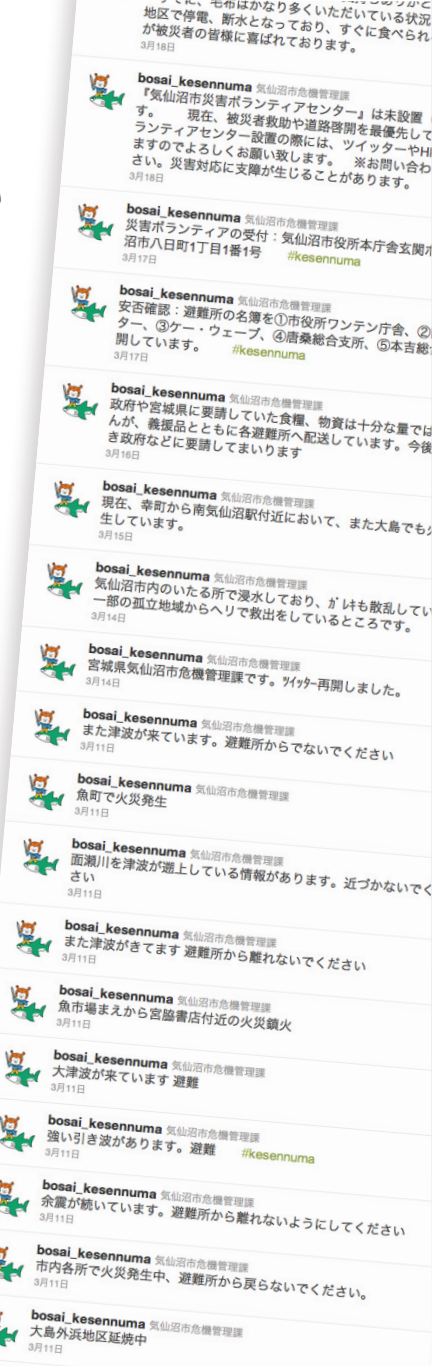 に、毛布はかなり多くいただいている状況
地区で停電、断水となっており、すぐに食べられ
が被災者の皆様に喜ばれております。
3月18日
bosai_kesennuma 気仙沼市危機管理課
『気仙沼市災害ボランティアセンター』は未設置
す。 現在、被災者救助や道路啓開を最優先して
ランティアセンター設置の際には、ツイッターやH
ますのでよろしくお願い致します。 ※お問い合わ
さい。災害対応に支障が生じることがあります。
3月18日
bosai_kesennuma 気仙沼市危機管理課
災害ボランティアの受付：気仙沼市役所本庁舎玄関ホ
沼市八日町1丁目1番1号 #kesennuma
3月17日
bosai_kesennuma 気仙沼市危機管理課
安否確認：避難所の名簿を①市役所ワンテン庁舎、②
ター、③ケー・ウェーブ、④唐桑総合支所、⑤本吉総
開しています。 #kesennuma
3月17日
bosai_kesennuma 気仙沼市危機管理課
政府や宮城県に要請していた食糧、物資は十分な量では
んが、義援品とともに各避難所へ配送しています。今後
き政府などに要請してまいります
3月16日
bosai_kesennuma 気仙沼市危機管理課
現在、幸町から南気仙沼駅付近において、また大島でも火
生しています。
3月15日
bosai_kesennuma 気仙沼市危機管理課
気仙沼市内のいたる所で浸水しており、ｶﾞﾚｷも散乱してい
一部の孤立地域からヘリで救出をしているところです。
3月14日
bosai_kesennuma 気仙沼市危機管理課
宮城県気仙沼市危機管理課です。ﾂｲｯﾀｰ再開しました。
3月14日
bosai_kesennuma 気仙沼市危機管理課
また津波が来ています。避難所からでないでください
3月11日
bosai_kesennuma 気仙沼市危機管理課
魚町で火災発生
3月11日
bosai_kesennuma 気仙沼市危機管理課
面瀬川を津波が遡上している情報があります。近づかないでく
さい
3月11日
bosai_kesennuma 気仙沼市危機管理課
また津波がきてます 避難所から離れないでください
3月11日
bosai_kesennuma 気仙沼市危機管理課
魚市場まえから宮脇書店付近の火災鎮火
3月11日
bosai_kesennuma 気仙沼市危機管理課
大津波が来ています 避難
3月11日
bosai_kesennuma 気仙沼市危機管理課
強い引き波があります。避難 #kesennuma
3月11日
bosai_kesennuma 気仙沼市危機管理課
余震が続いています。避難所から離れないようにしてください
3月11日
bosai_kesennuma 気仙沼市危機管理課
市内各所で火災発生中、避難所から戻らないでください。
3月11日
bosai_kesennuma 気仙沼市危機管理課
大島外浜地区延焼中
3月11日